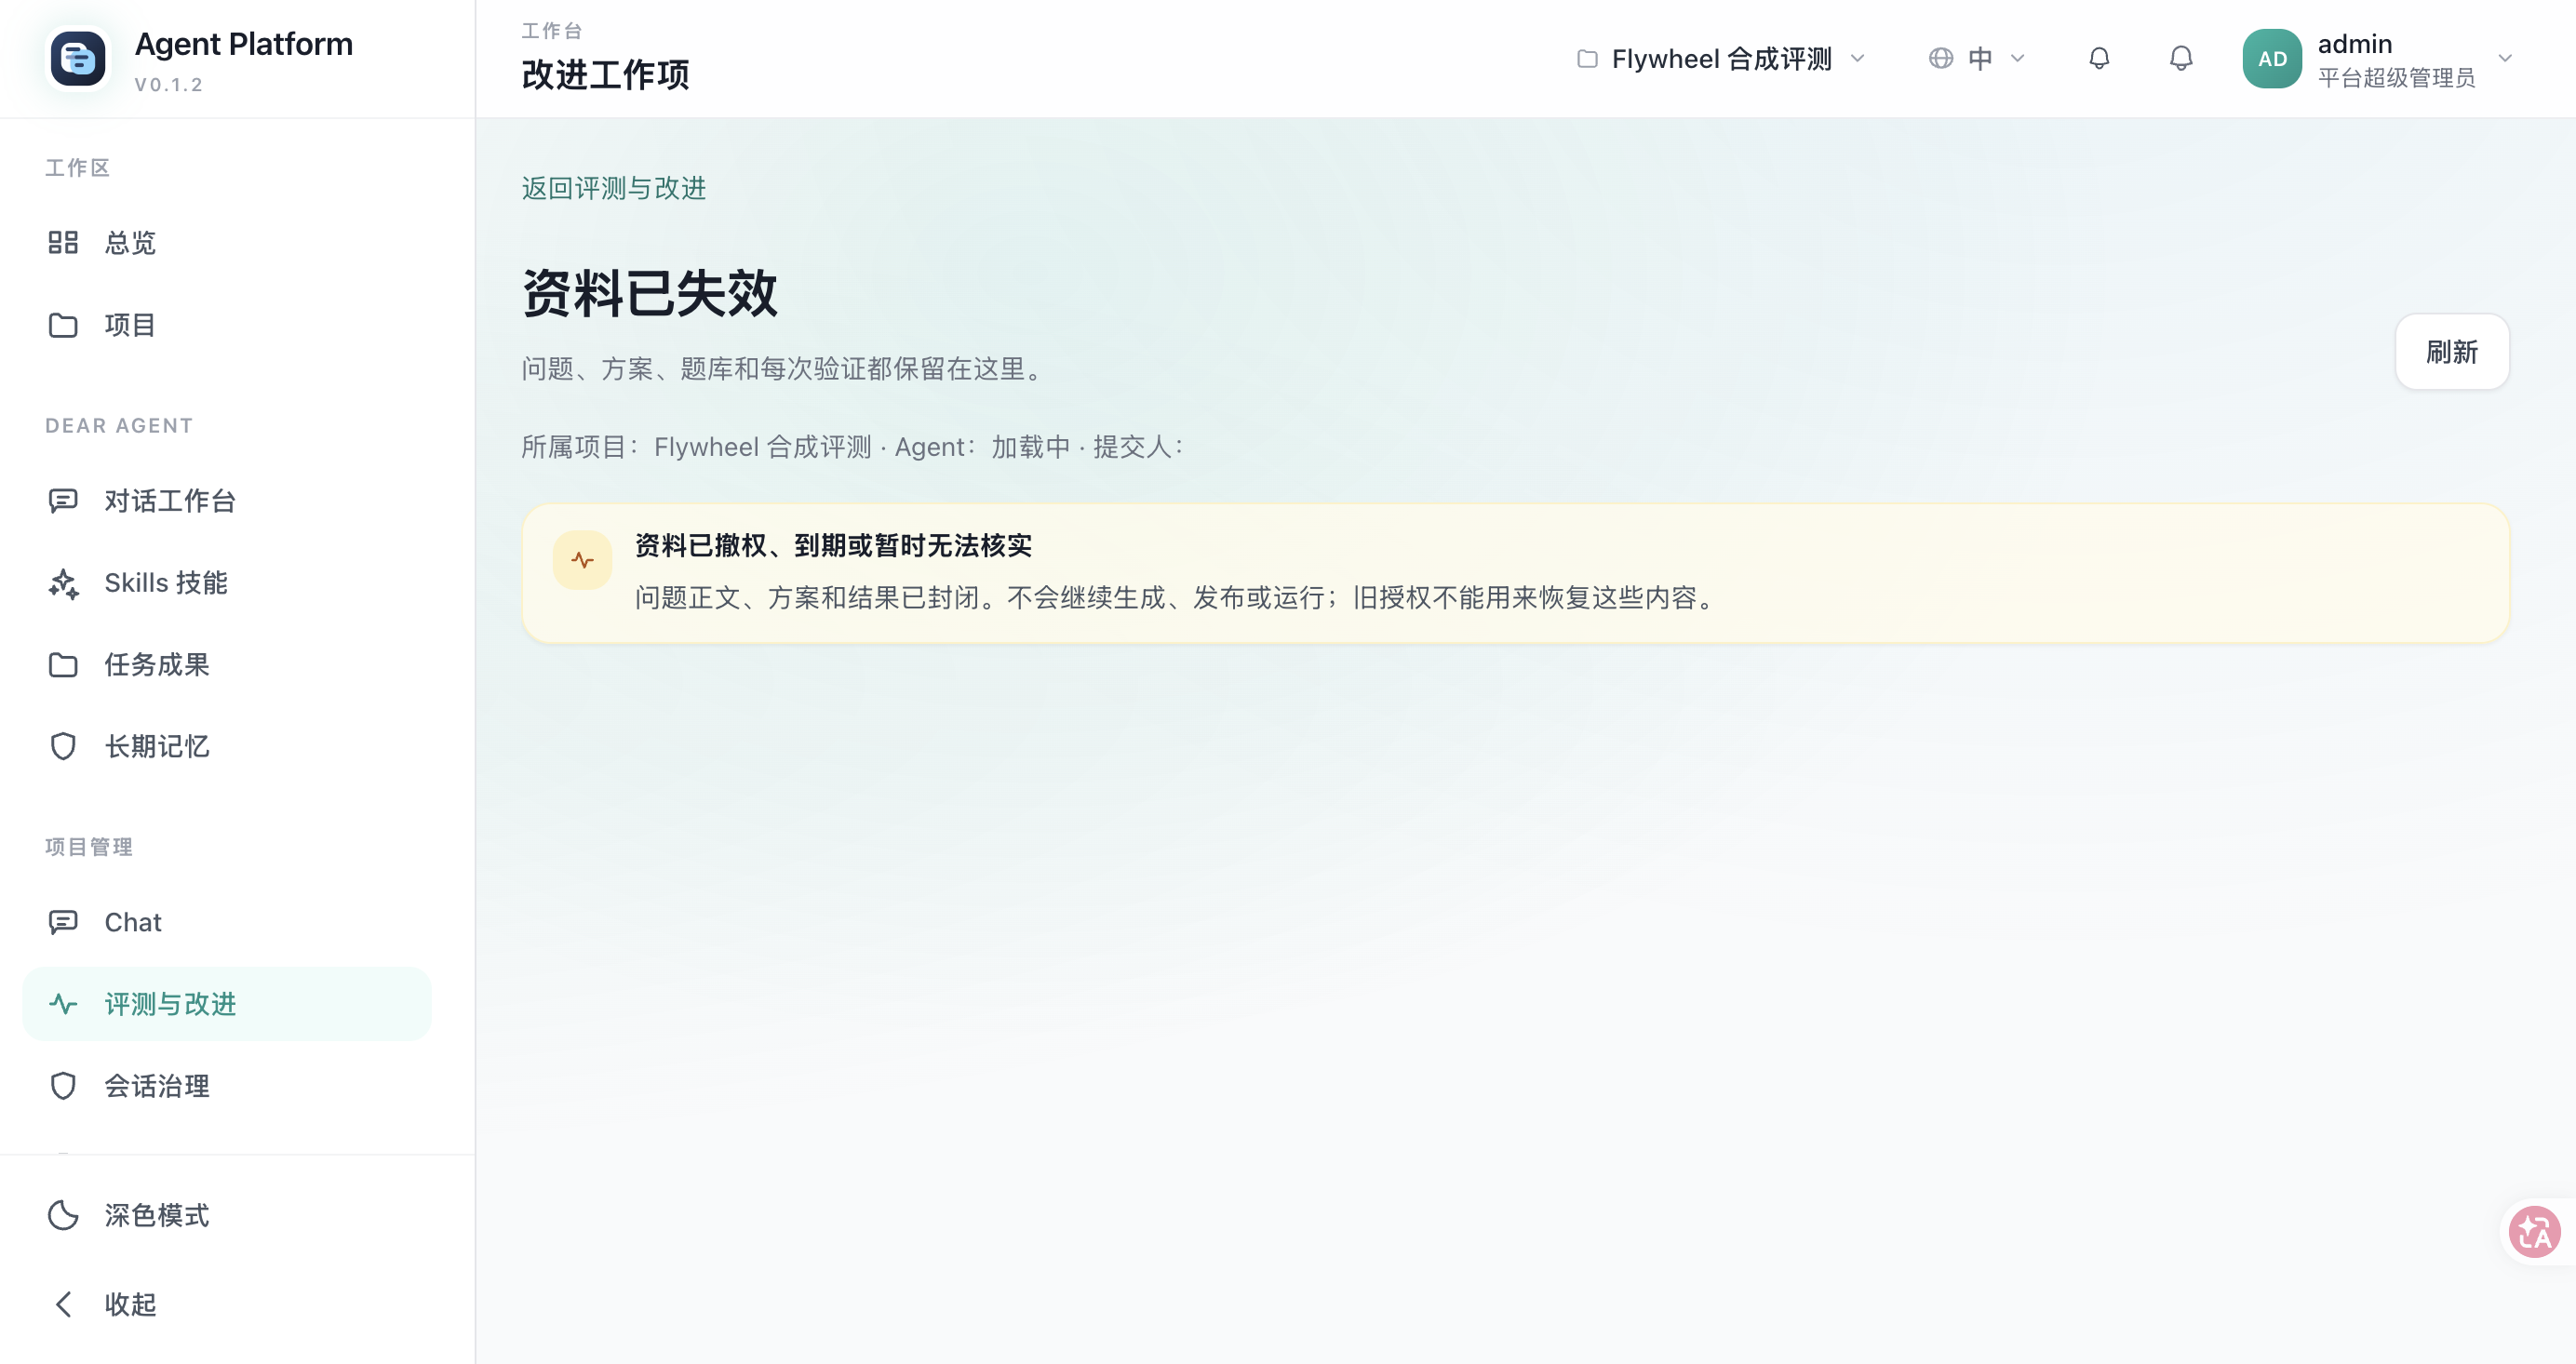 Agent Platform
V0.1.2
工作区
总览
项目
DEAR AGENT
对话工作台
Skills 技能
任务成果
长期记忆
项目管理
Chat
评测与改进
会话治理
深色模式
收起
工作台
改进工作项
Flywheel 合成评测
中
AD
admin
平台超级管理员
返回评测与改进
资料已失效
问题、方案、题库和每次验证都保留在这里。
刷新
所属项目：Flywheel 合成评测 · Agent：加载中 · 提交人：
资料已撤权、到期或暂时无法核实
问题正文、方案和结果已封闭。不会继续生成、发布或运行；旧授权不能用来恢复这些内容。